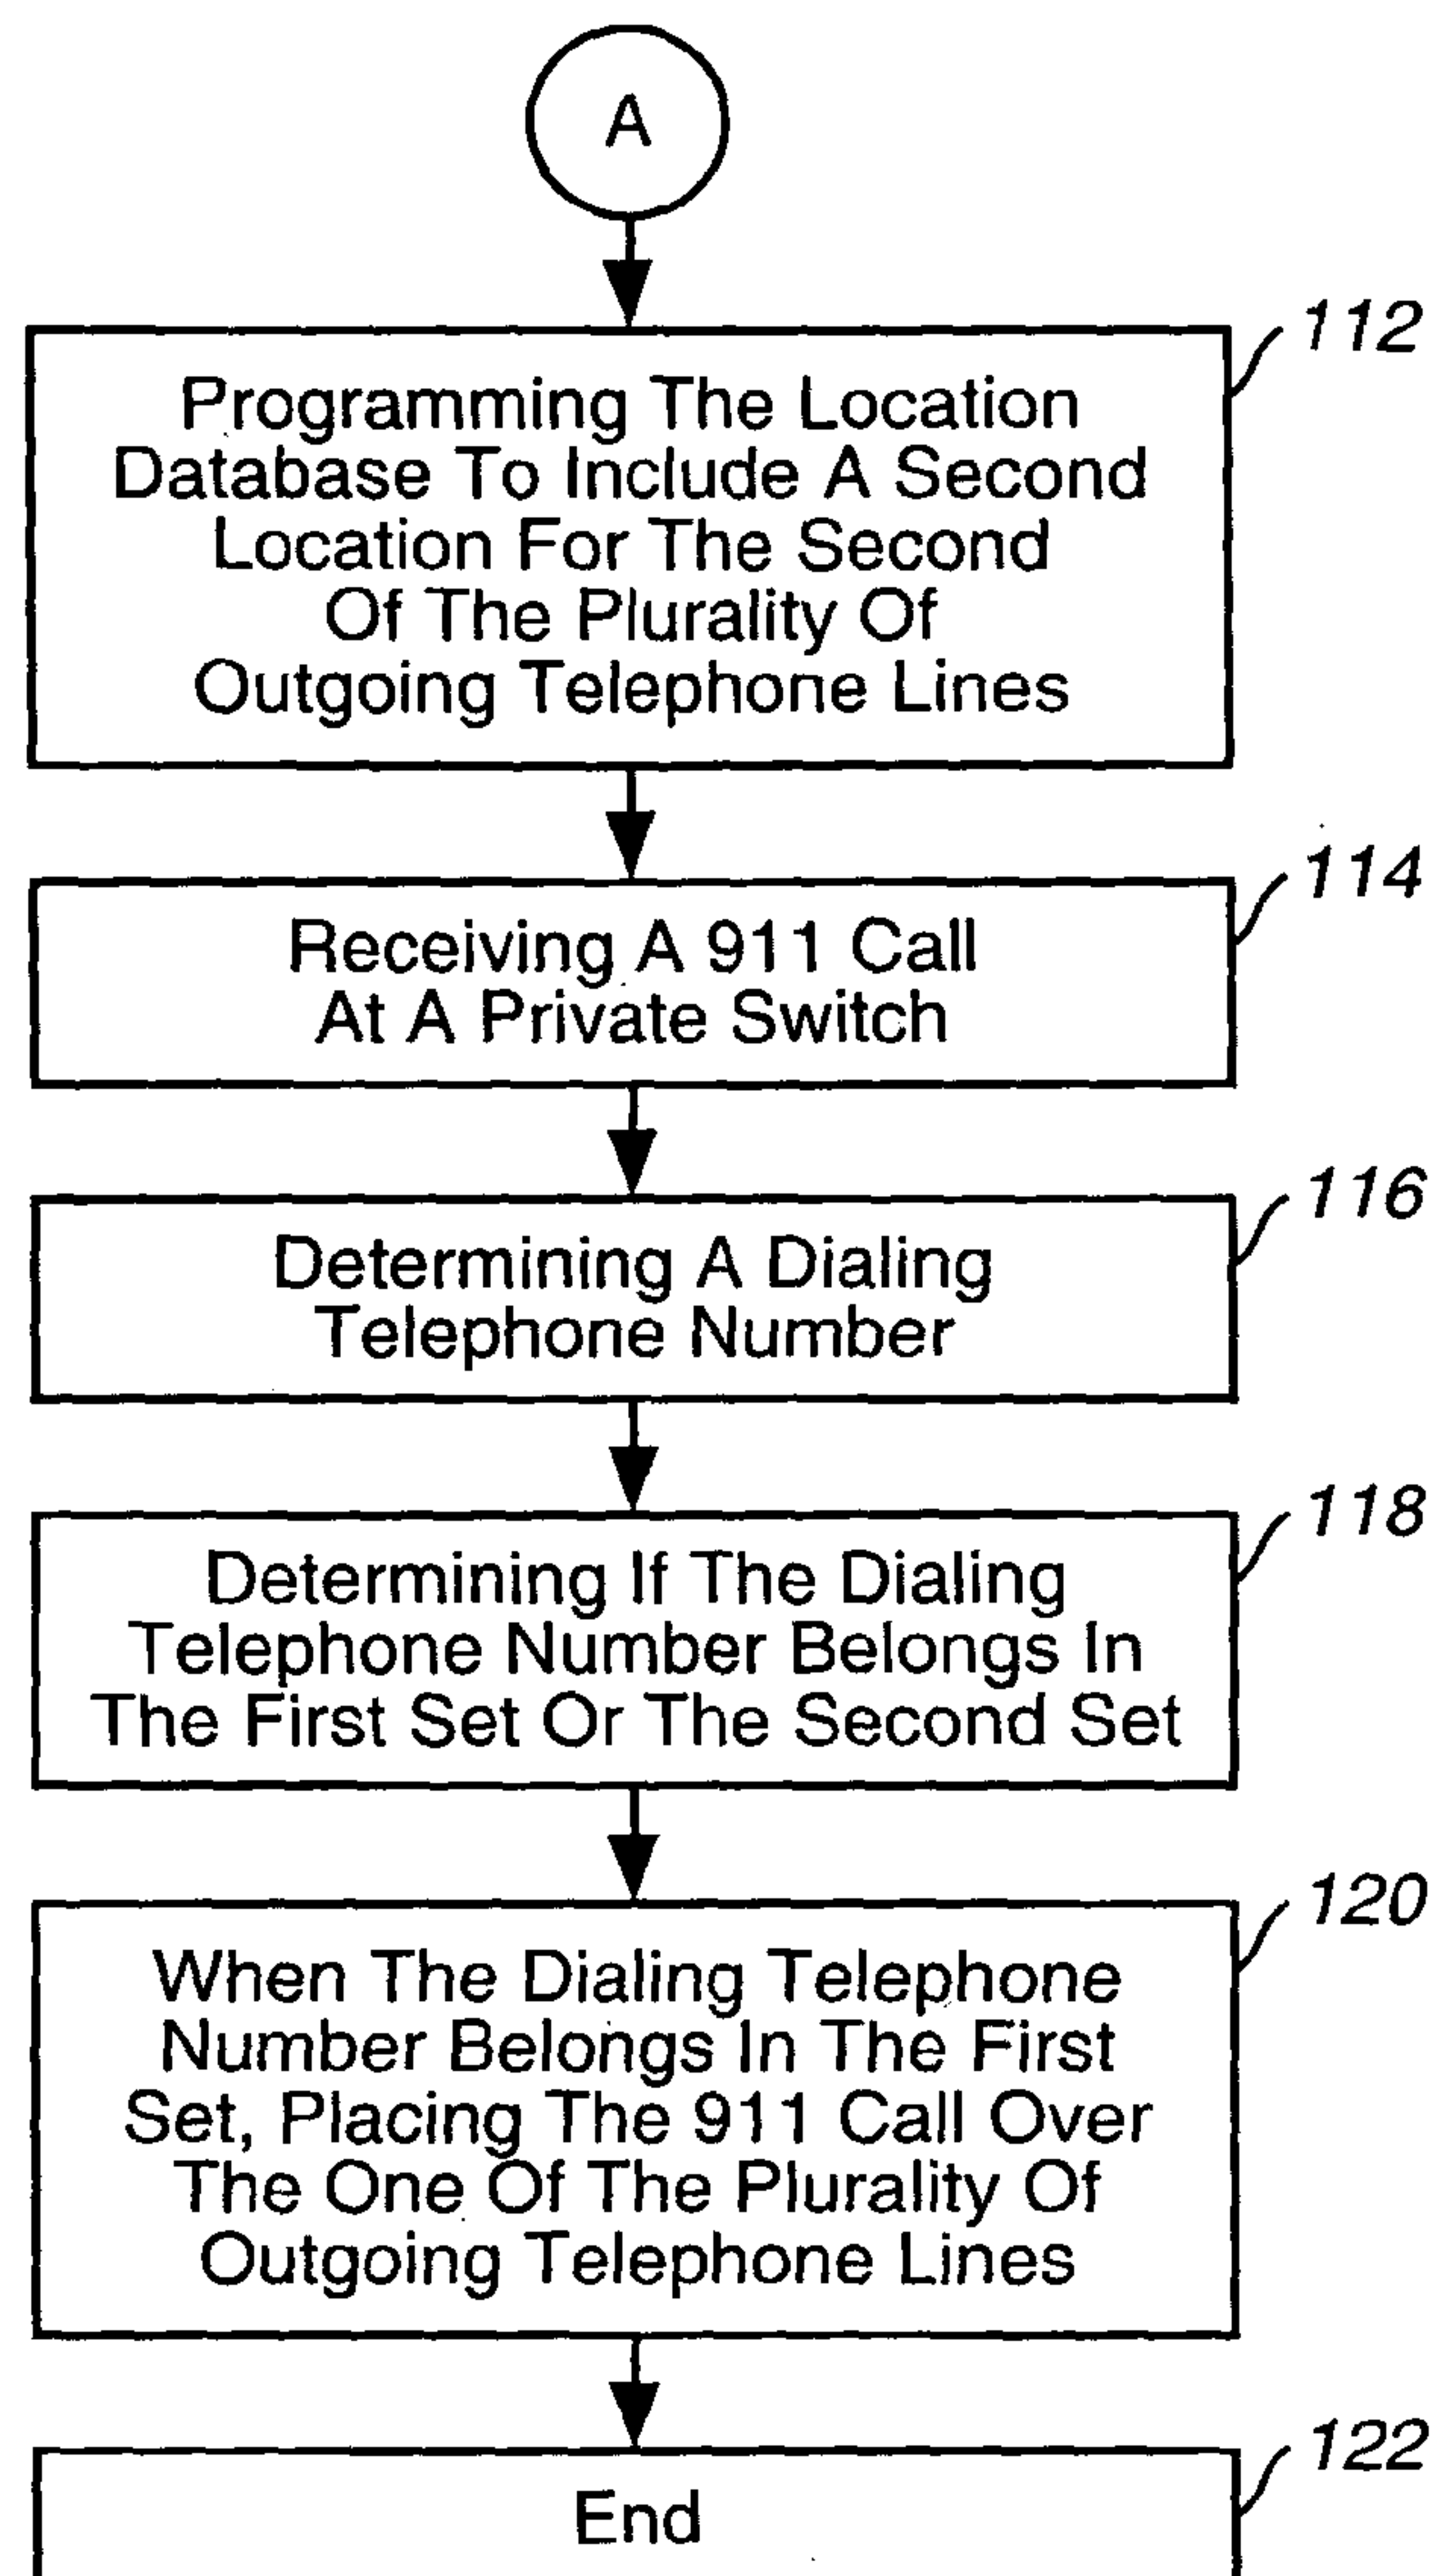 A
112
Programming The Location
Database To Include A Second
Location For The Second
Of The Plurality Of
Outgoing Telephone Lines
114
Receiving A 911 Call
At A Private Switch
116
Determining A Dialing
Telephone Number
118
Determining If The Dialing
Telephone Number Belongs In
The First Set Or The Second Set
120
When The Dialing Telephone
Number Belongs In The First
Set, Placing The 911 Call Over
The One Of The Plurality Of
Outgoing Telephone Lines
122
End